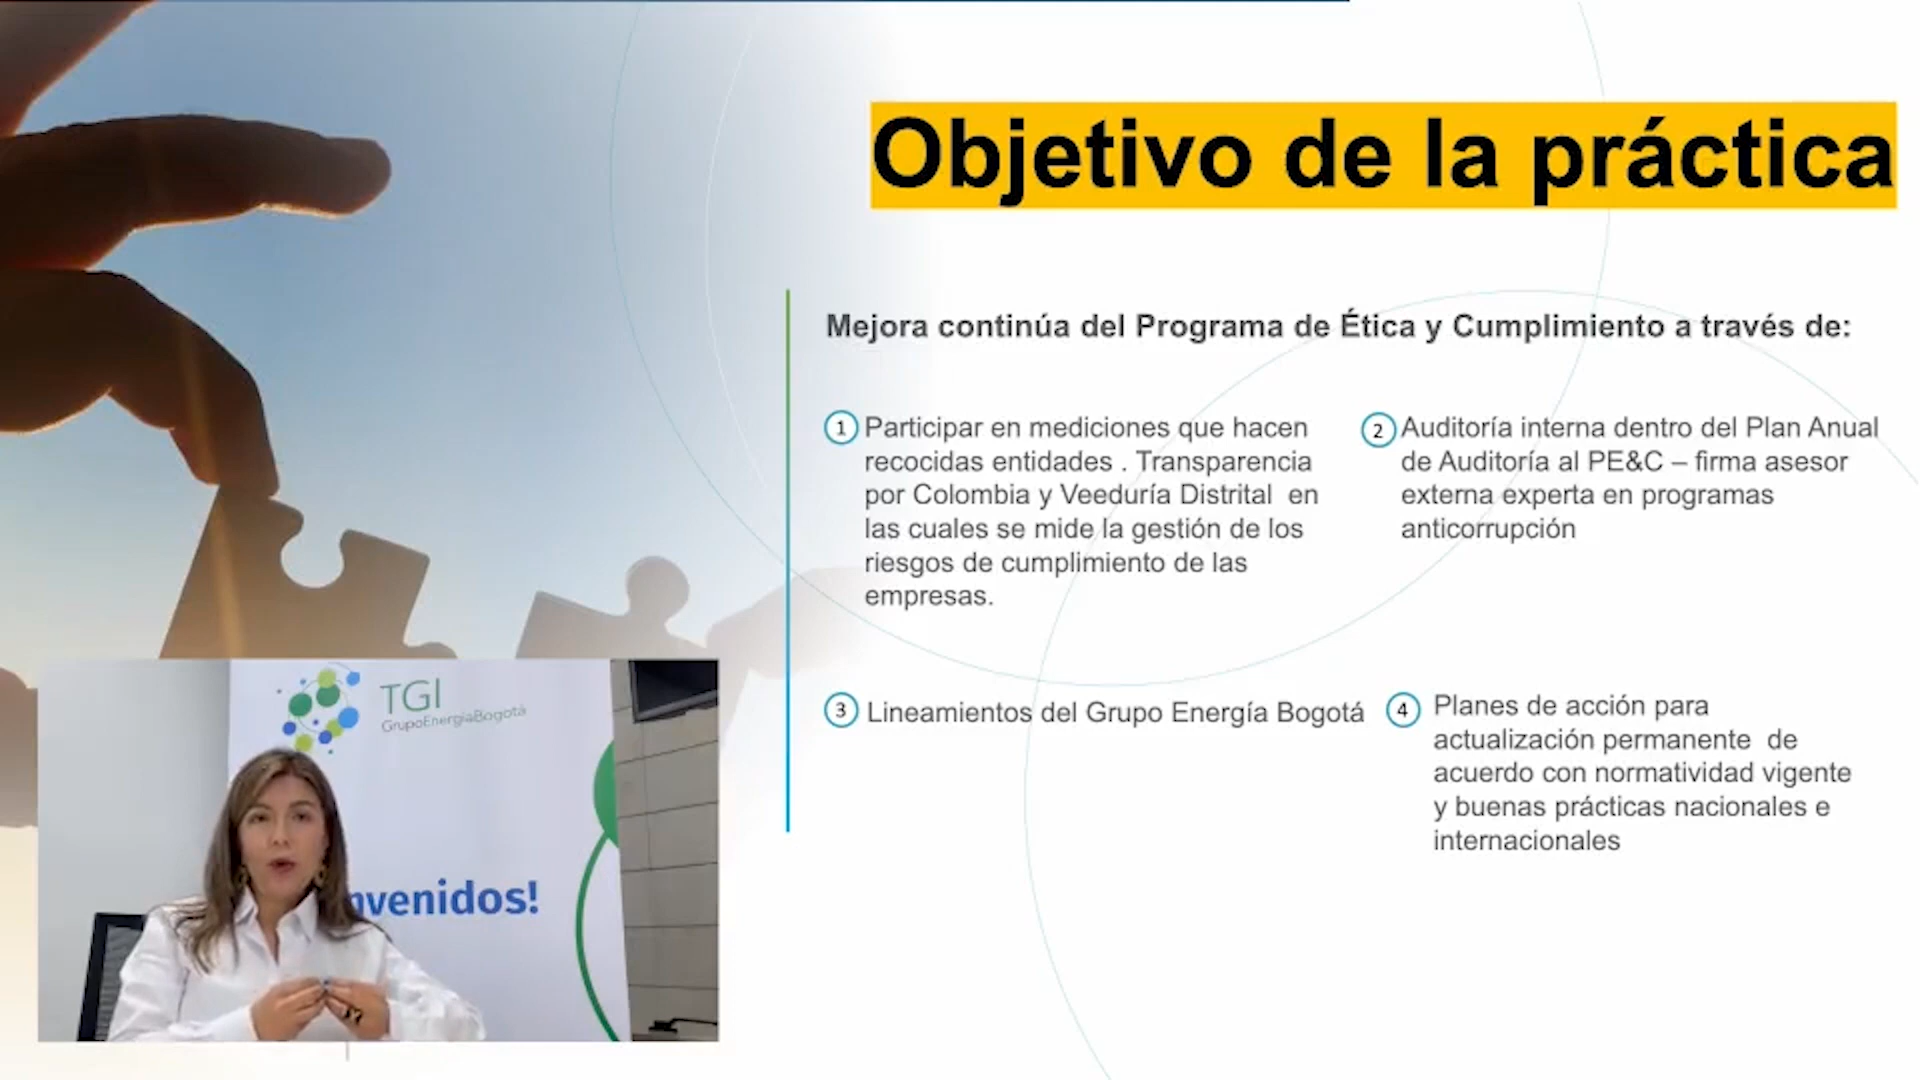 Objetivo de la práctica
Mejora continúa del Programa de Ética y Cumplimiento a través de:
1 Participar en mediciones que hacen
recocidas entidades . Transparencia
por Colombia y Veeduría Distrital en
las cuales se mide la gestión de los
riesgos de cumplimiento de las
empresas.
2 Auditoría interna dentro del Plan Anual
de Auditoría al PE&C – firma asesor
externa experta en programas
anticorrupción
3 Lineamientos del Grupo Energía Bogotá
4 Planes de acción para
actualización permanente de
acuerdo con normatividad vigente
y buenas prácticas nacionales e
internacionales
TGI
GrupoEnergíaBogotá
nvenidos!